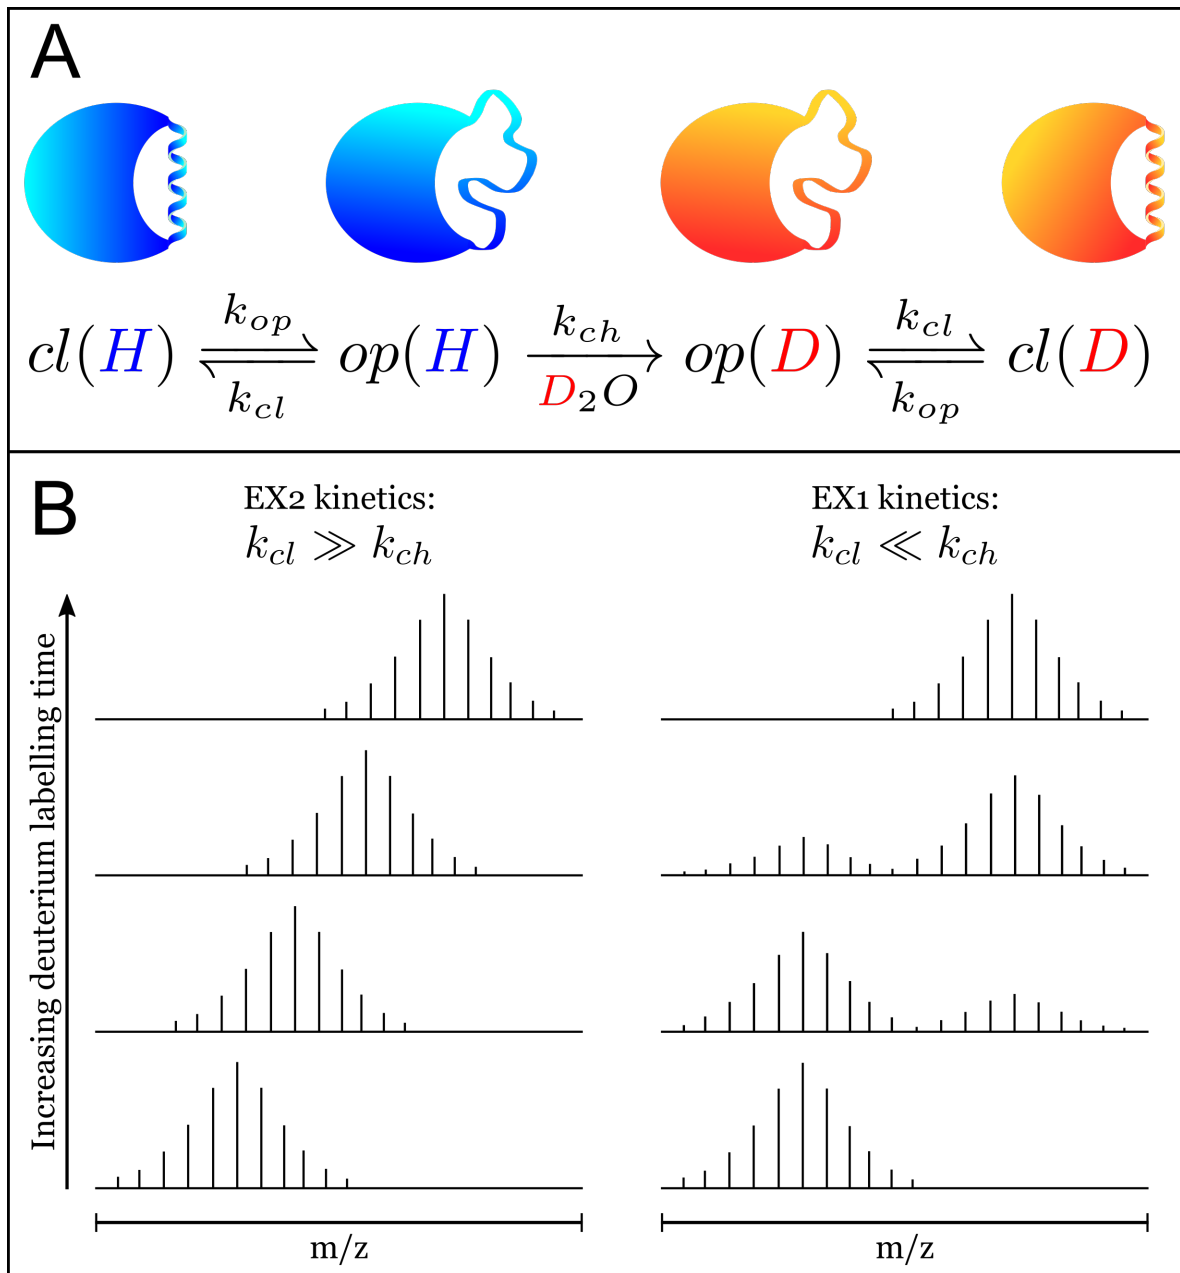 A
k_op k_ch k_cl
cl(H) ⇌ op(H) → op(D) ⇌ cl(D)
k_cl D₂O k_op
B
EX2 kinetics:
k_cl ≫ k_ch
EX1 kinetics:
k_cl ≪ k_ch
Increasing deuterium labelling time
m/z
m/z